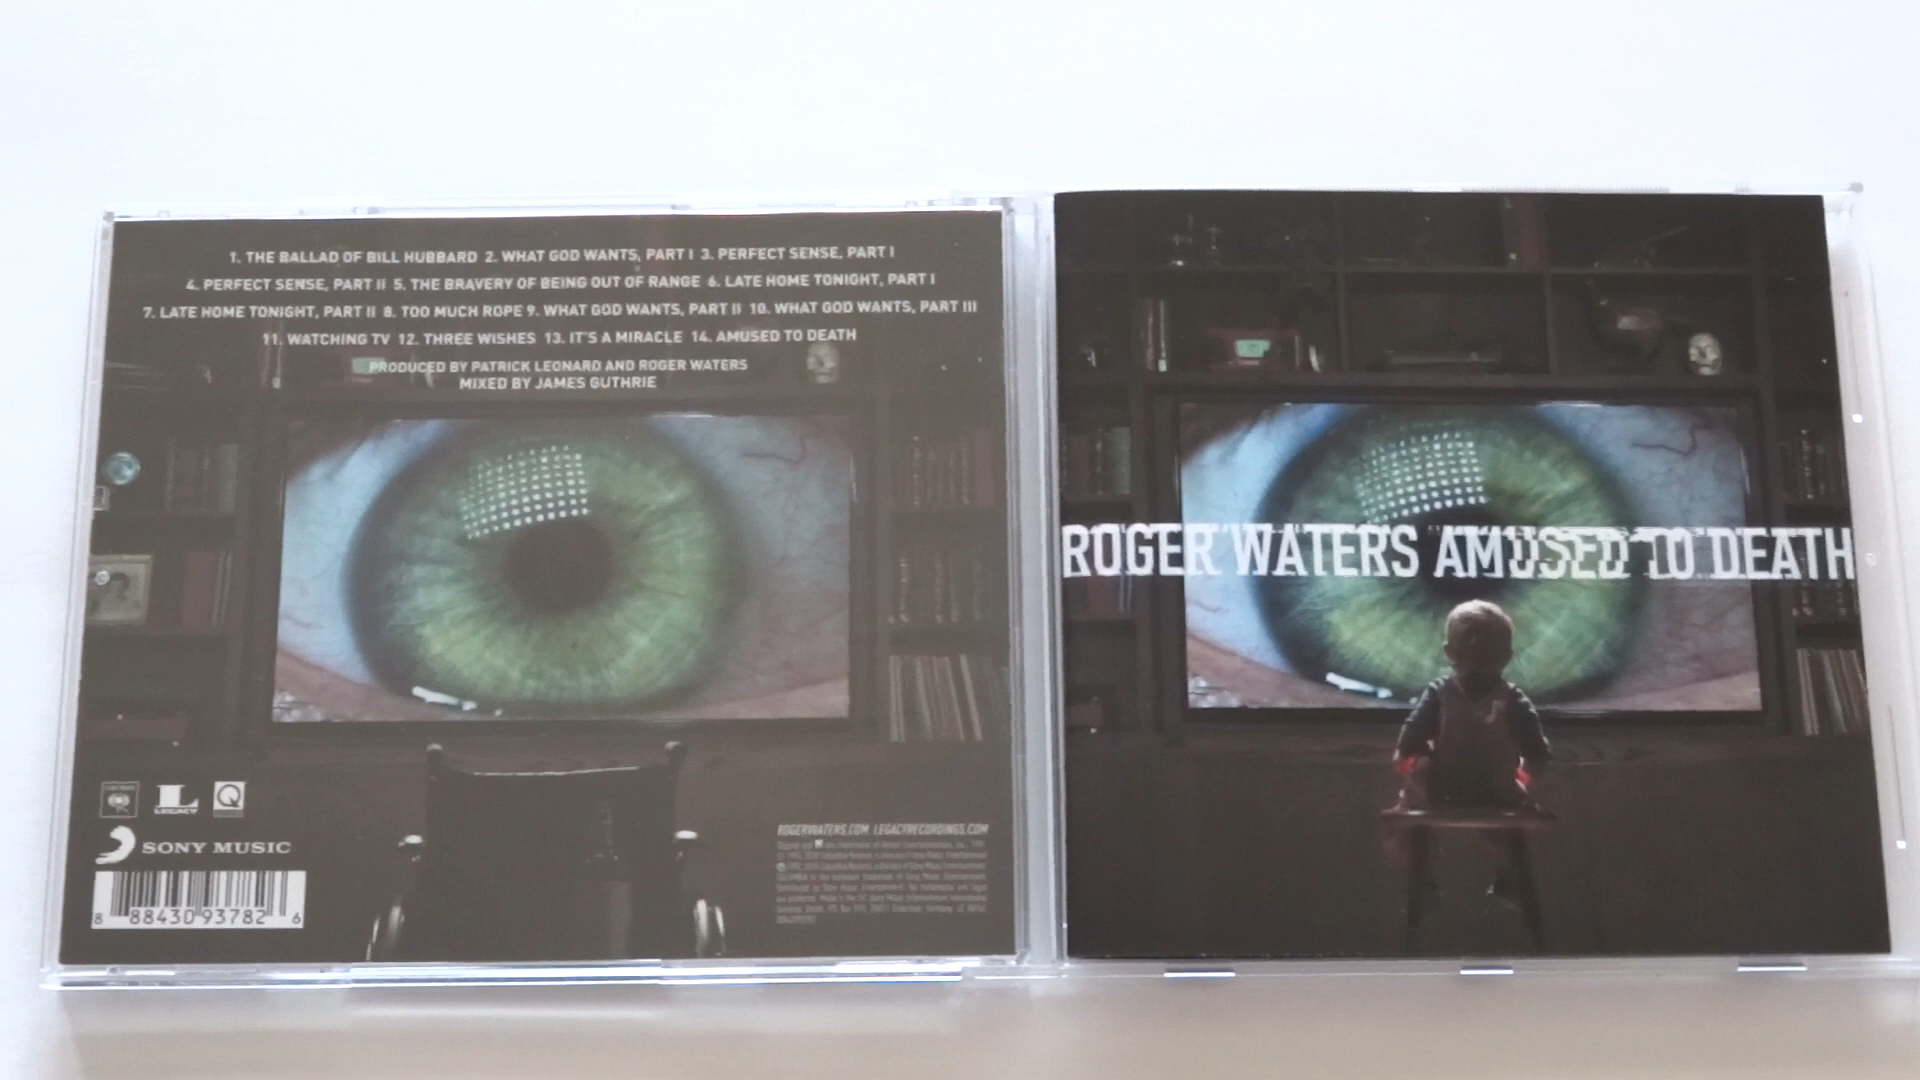 1. THE BALLAD OF BILL HUBBARD 2. WHAT GOD WANTS, PART I 3. PERFECT SENSE, PART I
4. PERFECT SENSE, PART II 5. THE BRAVERY OF BEING OUT OF RANGE 6. LATE HOME TONIGHT, PART I
7. LATE HOME TONIGHT, PART II 8. TOO MUCH ROPE 9. WHAT GOD WANTS, PART II 10. WHAT GOD WANTS, PART III
11. WATCHING TV 12. THREE WISHES 13. IT'S A MIRACLE 14. AMUSED TO DEATH
PRODUCED BY PATRICK LEONARD AND ROGER WATERS
MIXED BY JAMES GUTHRIE
L
LEGACY
Q
SONY MUSIC
8 88430 93782 6
ROGERWATERS.COM LEGACYRECORDINGS.COM
ROGER WATERS AMUSED TO DEATH